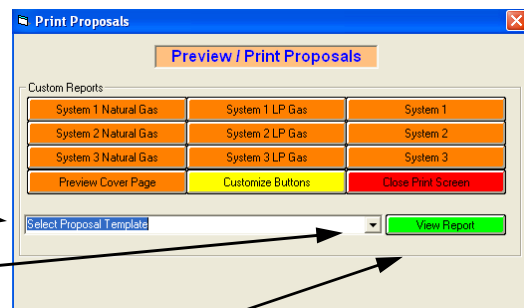 Print Proposals
Preview / Print Proposals
Custom Reports
System 1 Natural Gas System 1 LP Gas System 1
System 2 Natural Gas System 2 LP Gas System 2
System 3 Natural Gas System 3 LP Gas System 3
Preview Cover Page Customize Buttons Close Print Screen
Select Proposal Template View Report